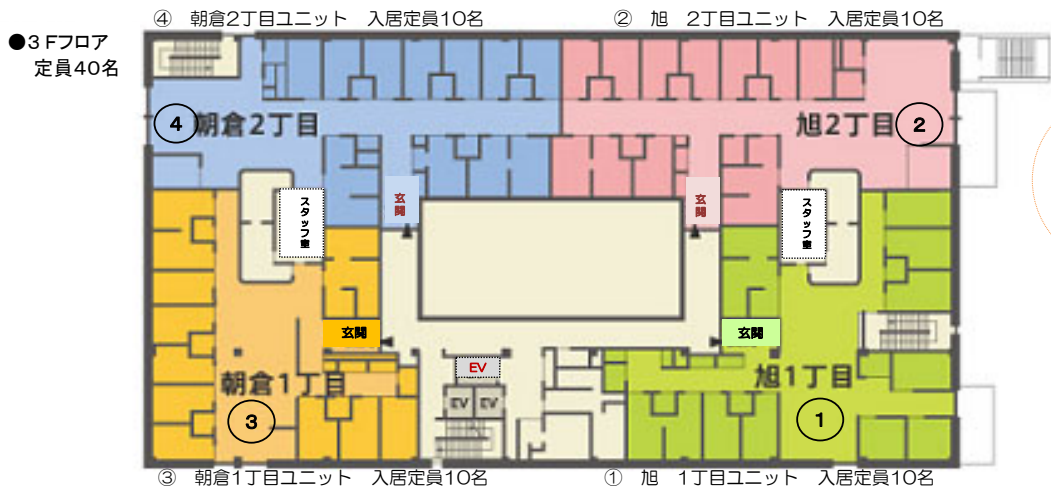 ④ 朝倉2丁目ユニット 入居定員10名
② 旭 2丁目ユニット 入居定員10名
●3Fフロア
定員40名
④ 朝倉2丁目
旭2丁目 ②
玄関
玄関
スタッフ室
スタッフ室
玄関
玄関
EV
EV EV
朝倉1丁目
③
旭1丁目
①
③ 朝倉1丁目ユニット 入居定員10名
① 旭 1丁目ユニット 入居定員10名